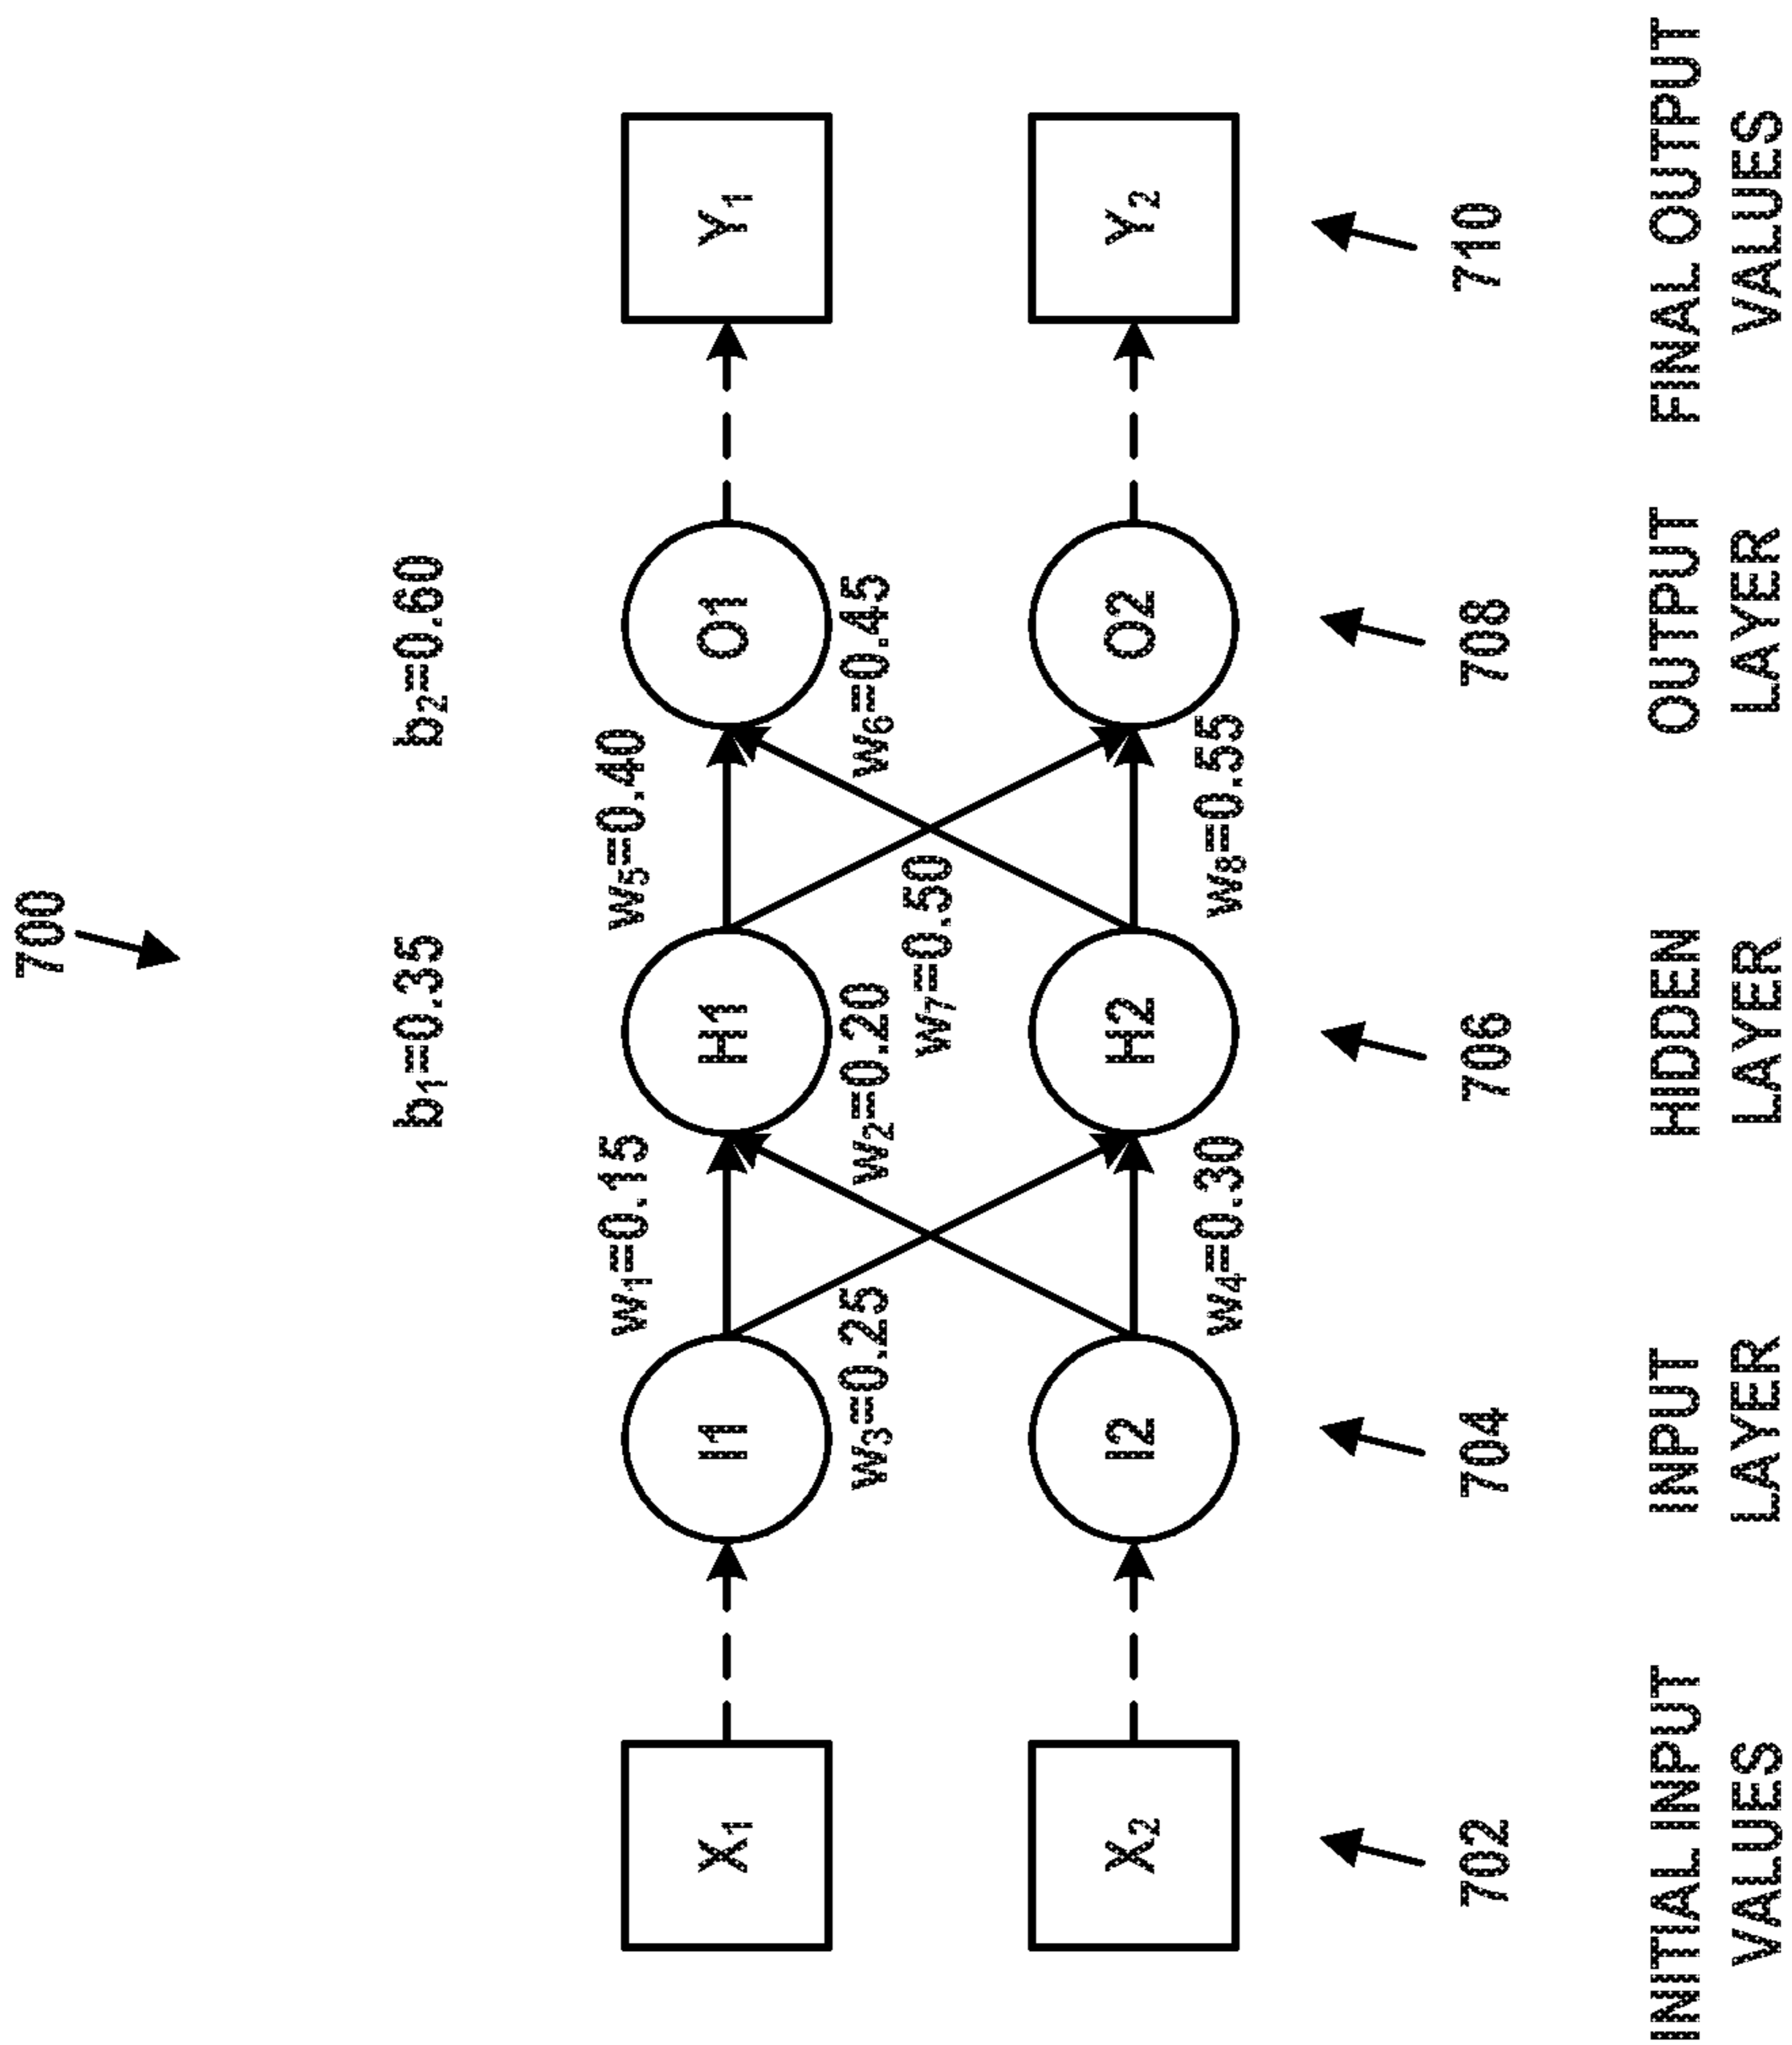 700
b₁=0.35
b₂=0.60
w₁=0.15
w₅=0.40
X₁
I1
H1
O1
Y₁
w₃=0.25
w₂=0.20
w₆=0.45
w₇=0.50
X₂
I2
H2
O2
Y₂
w₄=0.30
w₈=0.55
702
704
706
708
710
INITIAL INPUT
VALUES
INPUT
LAYER
HIDDEN
LAYER
OUTPUT
LAYER
FINAL OUTPUT
VALUES